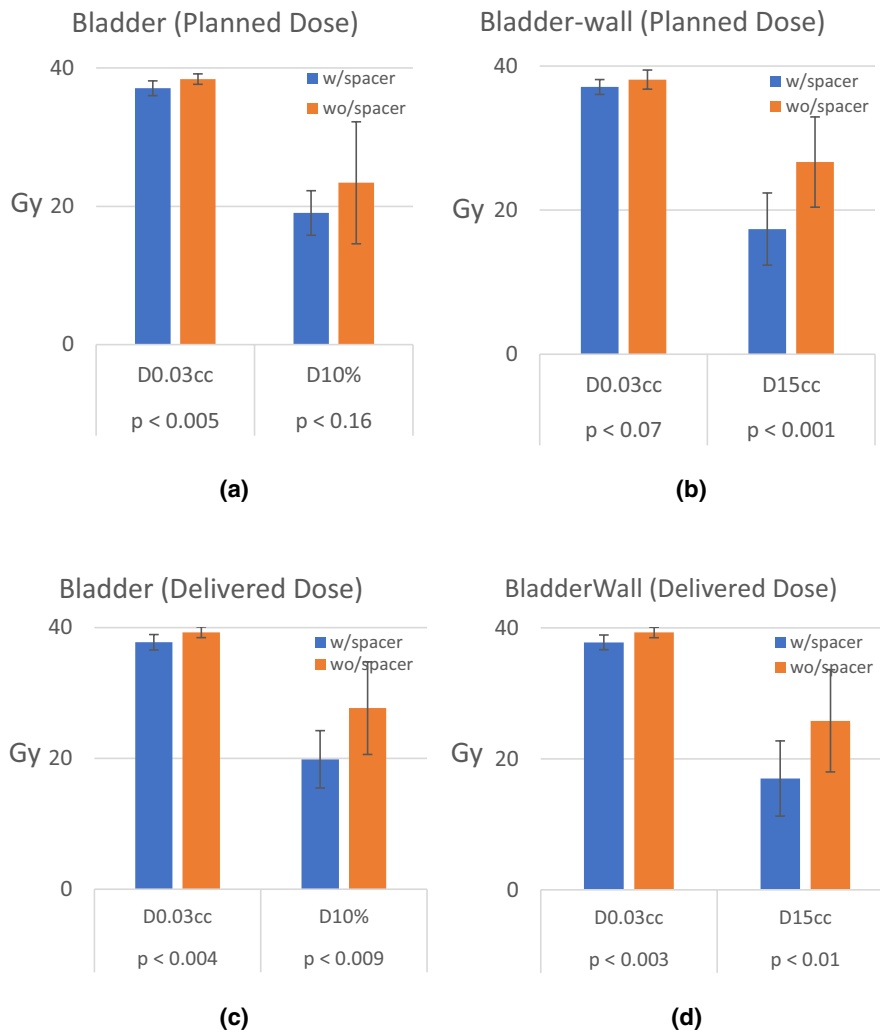 Bladder (Planned Dose)
40
w/spacer
wo/spacer
Gy
20
0
D0.03cc D10%
p < 0.005 p < 0.16
(a)
Bladder-wall (Planned Dose)
40
w/spacer
wo/spacer
Gy
20
0
D0.03cc D15cc
p < 0.07 p < 0.001
(b)
Bladder (Delivered Dose)
40
w/spacer
wo/spacer
Gy
20
0
D0.03cc D10%
p < 0.004 p < 0.009
(c)
BladderWall (Delivered Dose)
40
w/spacer
wo/spacer
Gy
20
0
D0.03cc D15cc
p < 0.003 p < 0.01
(d)